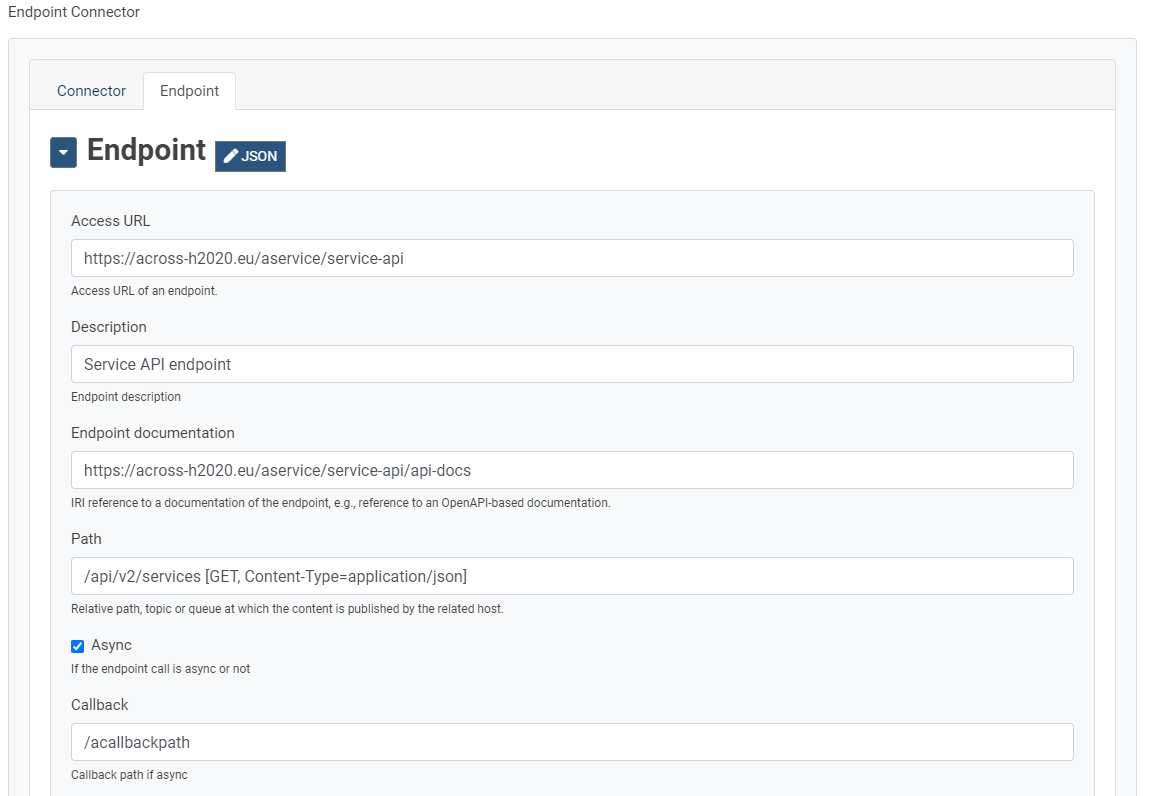 Endpoint Connector
Connector
Endpoint
Endpoint
JSON
Access URL
https://across-h2020.eu/aservice/service-api
Access URL of an endpoint.
Description
Service API endpoint
Endpoint description
Endpoint documentation
https://across-h2020.eu/aservice/service-api/api-docs
IRI reference to a documentation of the endpoint, e.g., reference to an OpenAPI-based documentation.
Path
/api/v2/services [GET, Content-Type=application/json]
Relative path, topic or queue at which the content is published by the related host.
Async
If the endpoint call is async or not
Callback
/acallbackpath
Callback path if async